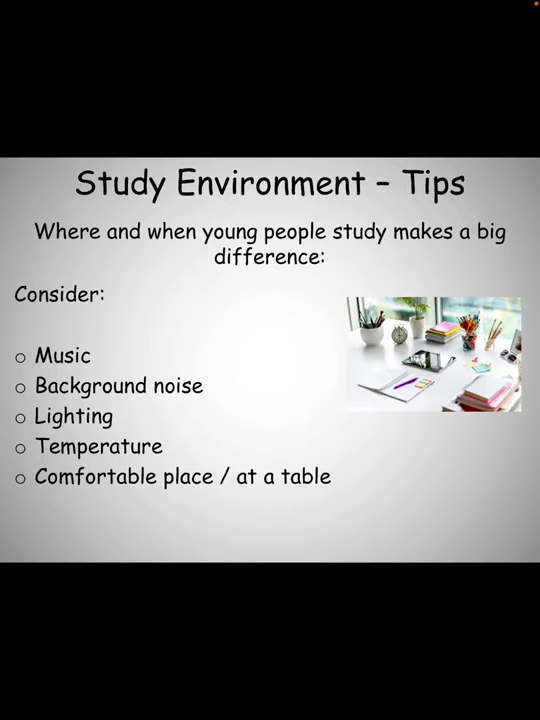 Study Environment – Tips
Where and when young people study makes a big
difference:
Consider:
o Music
o Background noise
o Lighting
o Temperature
o Comfortable place / at a table